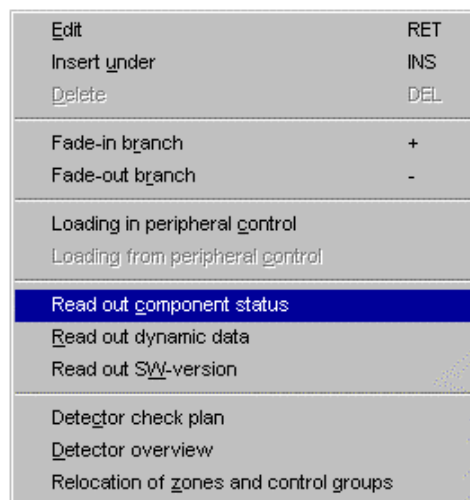 Edit RET
Insert under INS
Delete DEL
Fade-in branch +
Fade-out branch -
Loading in peripheral control
Loading from peripheral control
Read out component status
Read out dynamic data
Read out SW-version
Detector check plan
Detector overview
Relocation of zones and control groups